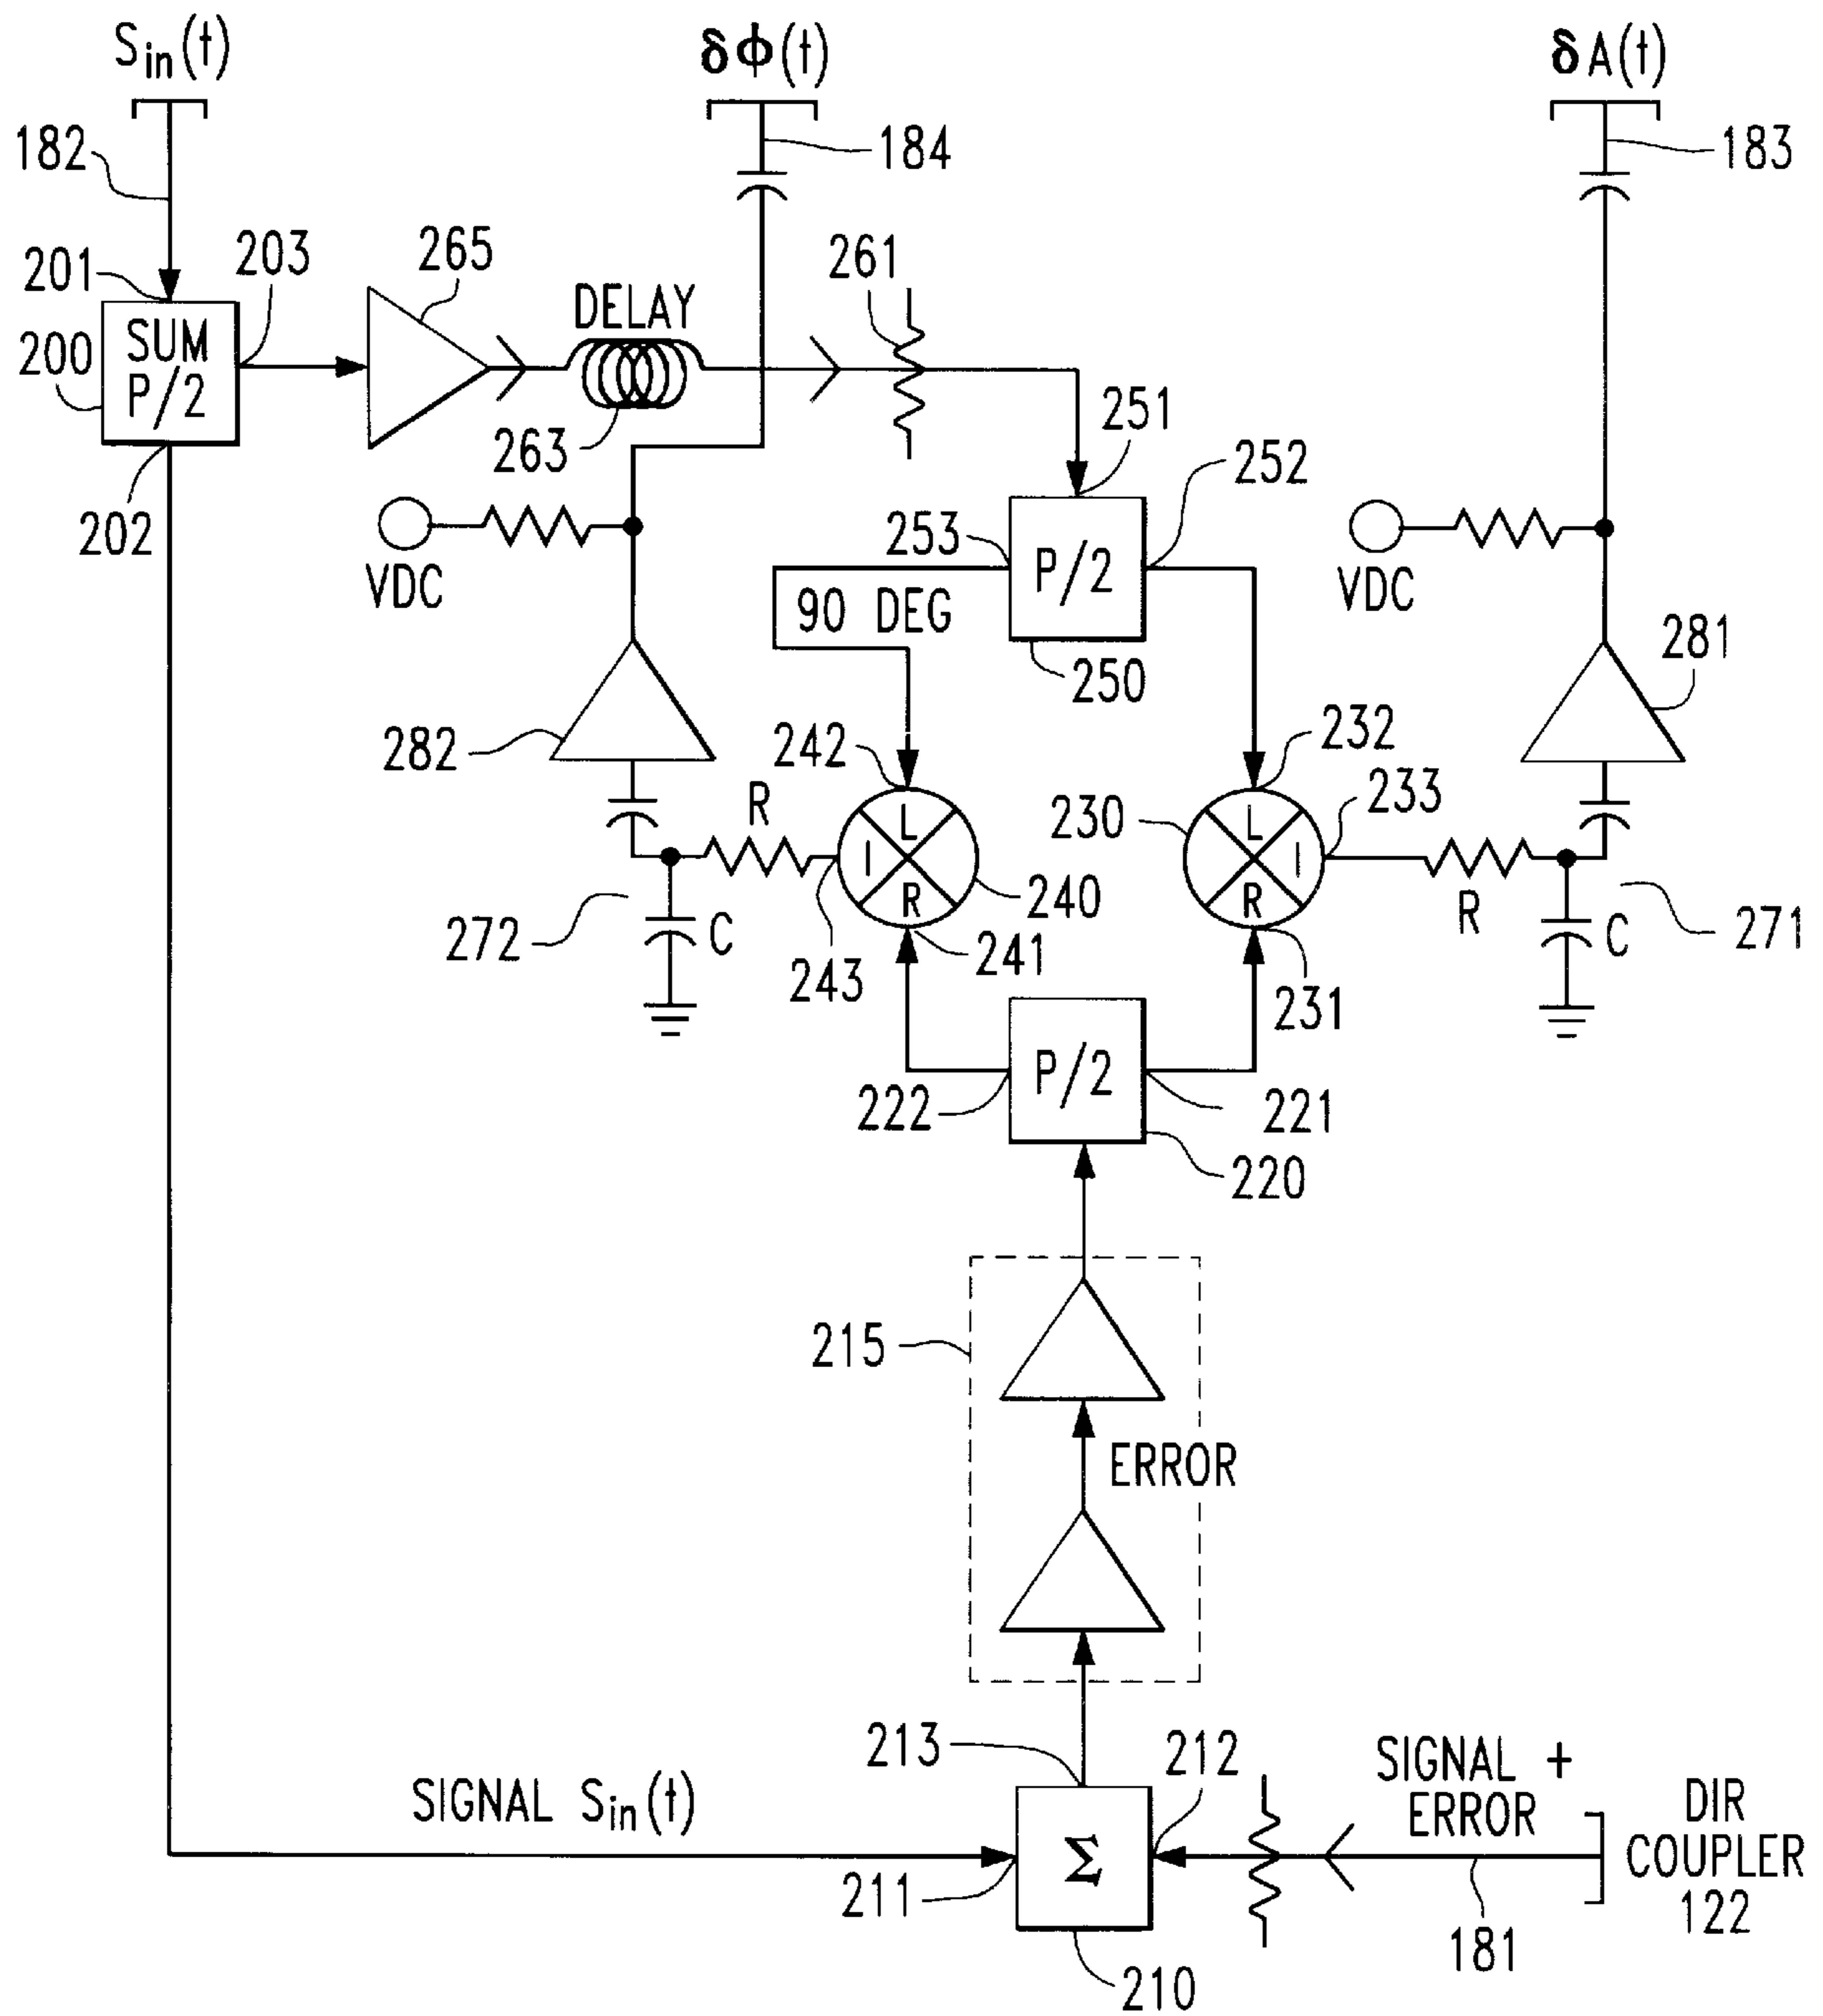 Sin(t)
δΦ(t)
δA(t)
182
184
183
201
203
265
261
DELAY
200
SUM
P/2
263
251
252
202
253
VDC
P/2
VDC
90 DEG
250
281
282
242
232
R
L
I
R
230
L
I
R
233
240
R
272
C
243
241
231
C
271
P/2
222
221
220
215
ERROR
213
212
SIGNAL +
ERROR
DIR
COUPLER
122
SIGNAL Sin(t)
Σ
211
181
210